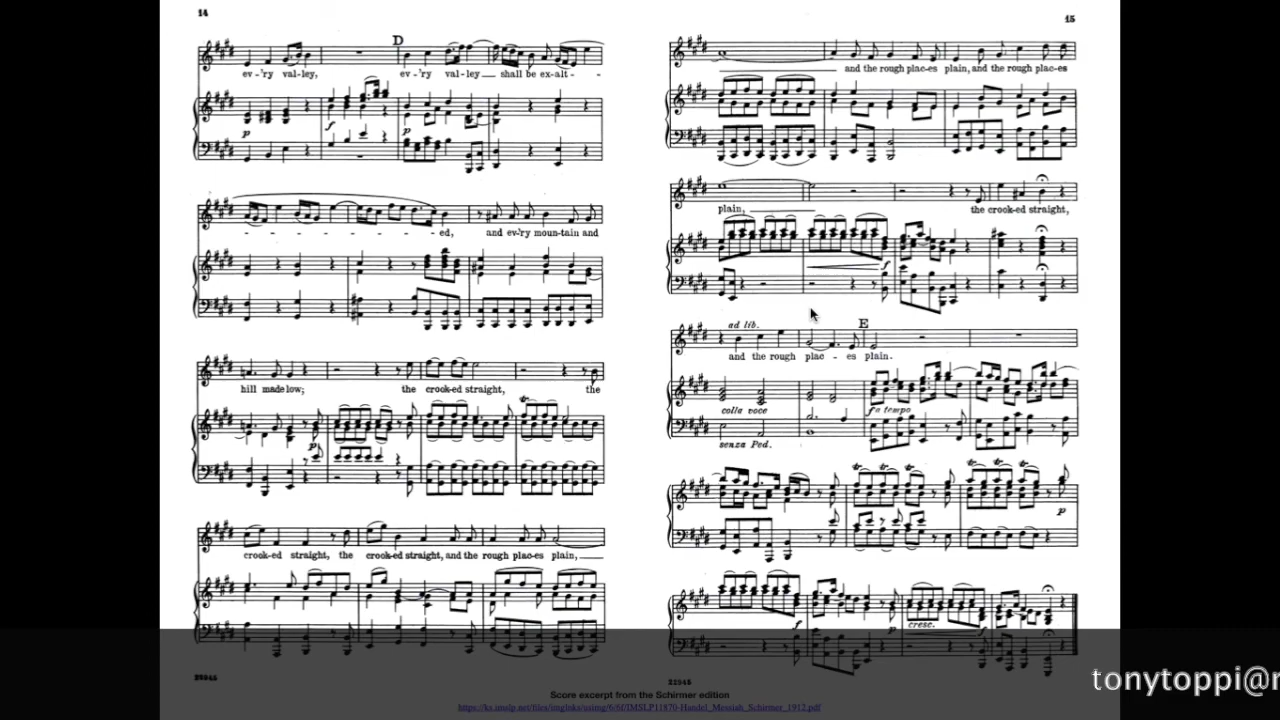 14
D
ev-'ry val-ley, ev-'ry val-ley shall be ex-alt-
p f p
- - - - - ed, and ev'ry moun-tain and
hill made low; the crook-ed straight, the
p
crook-ed straight, the crook-ed straight, and the rough plac-es plain,
15
and the rough plac-es plain, and the rough plac-es
plain, the crook-ed straight,
f
ad lib. E
and the rough plac - es plain.
colla voce f a tempo
senza Ped.
p
f p cresc. f
22945
Score excerpt from the Schirmer edition
https://ks.imslp.net/files/imglnks/usimg/6/6f/IMSLP11870-Handel_Messiah_Schirmer_1912.pdf
tonytoppi@